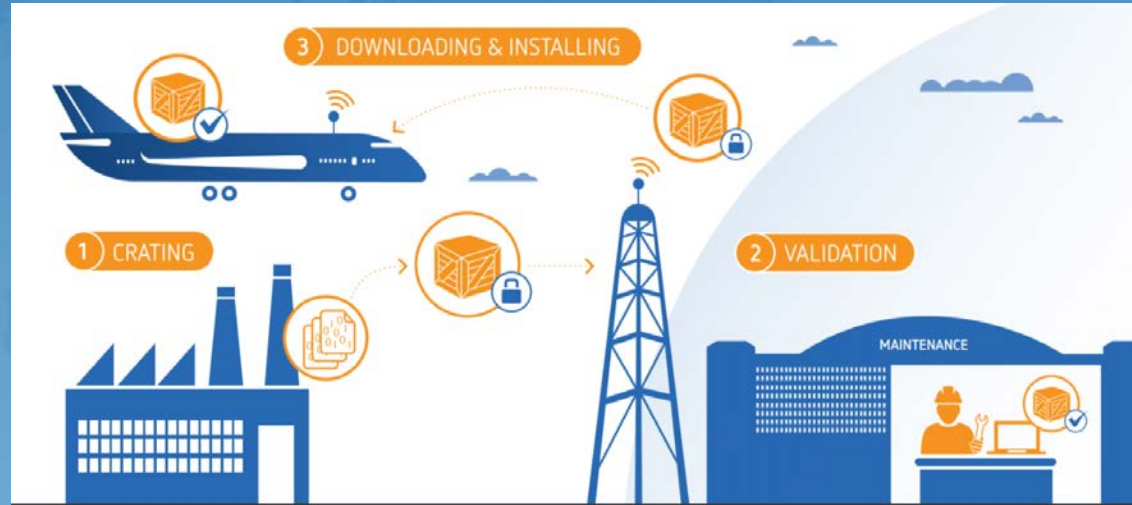 3 DOWNLOADING & INSTALLING
1 CRATING
2 VALIDATION
MAINTENANCE